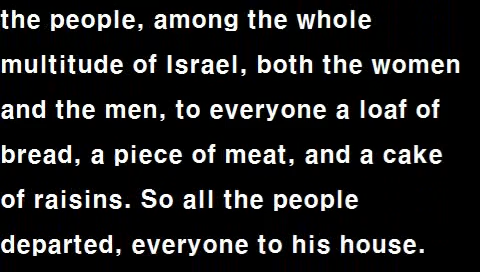 the people, among the whole
multitude of Israel, both the women
and the men, to everyone a loaf of
bread, a piece of meat, and a cake
of raisins. So all the people
departed, everyone to his house.